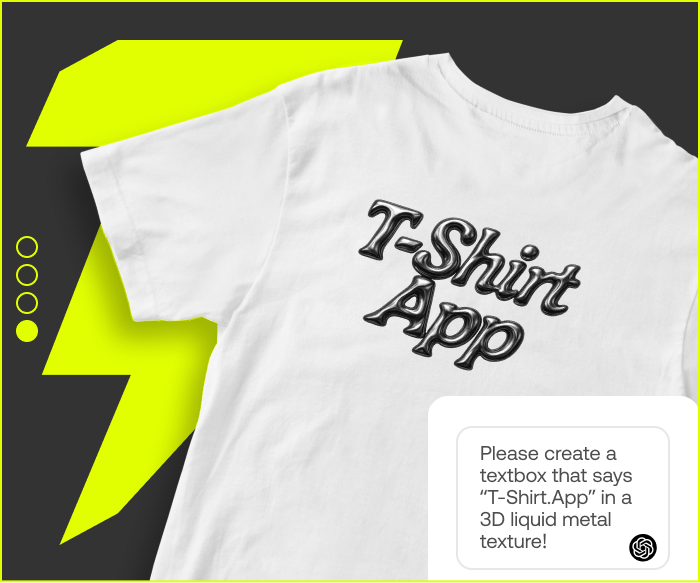 T-Shirt
App
Please create a
textbox that says
“T-Shirt.App” in a
3D liquid metal
texture!